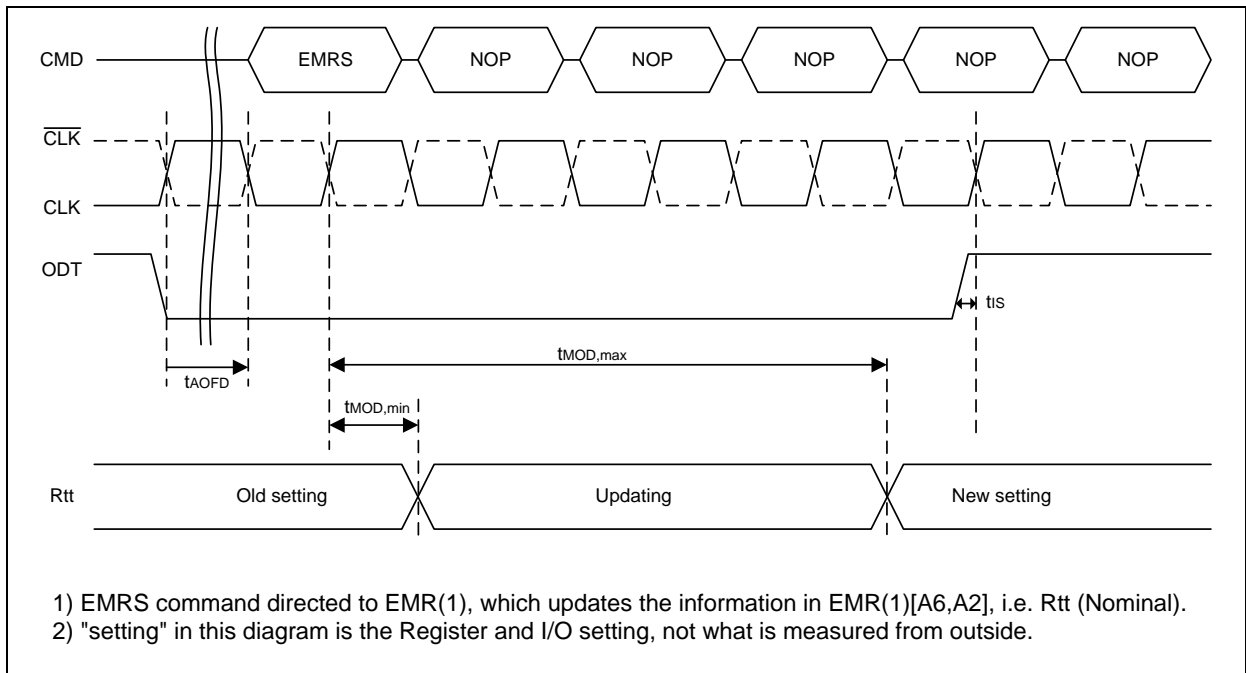 CMD EMRS NOP NOP NOP NOP NOP
CLK
CLK
ODT
tIS
tMOD,max
tAOFD
tMOD,min
Rtt Old setting Updating New setting
1) EMRS command directed to EMR(1), which updates the information in EMR(1)[A6,A2], i.e. Rtt (Nominal).
2) "setting" in this diagram is the Register and I/O setting, not what is measured from outside.